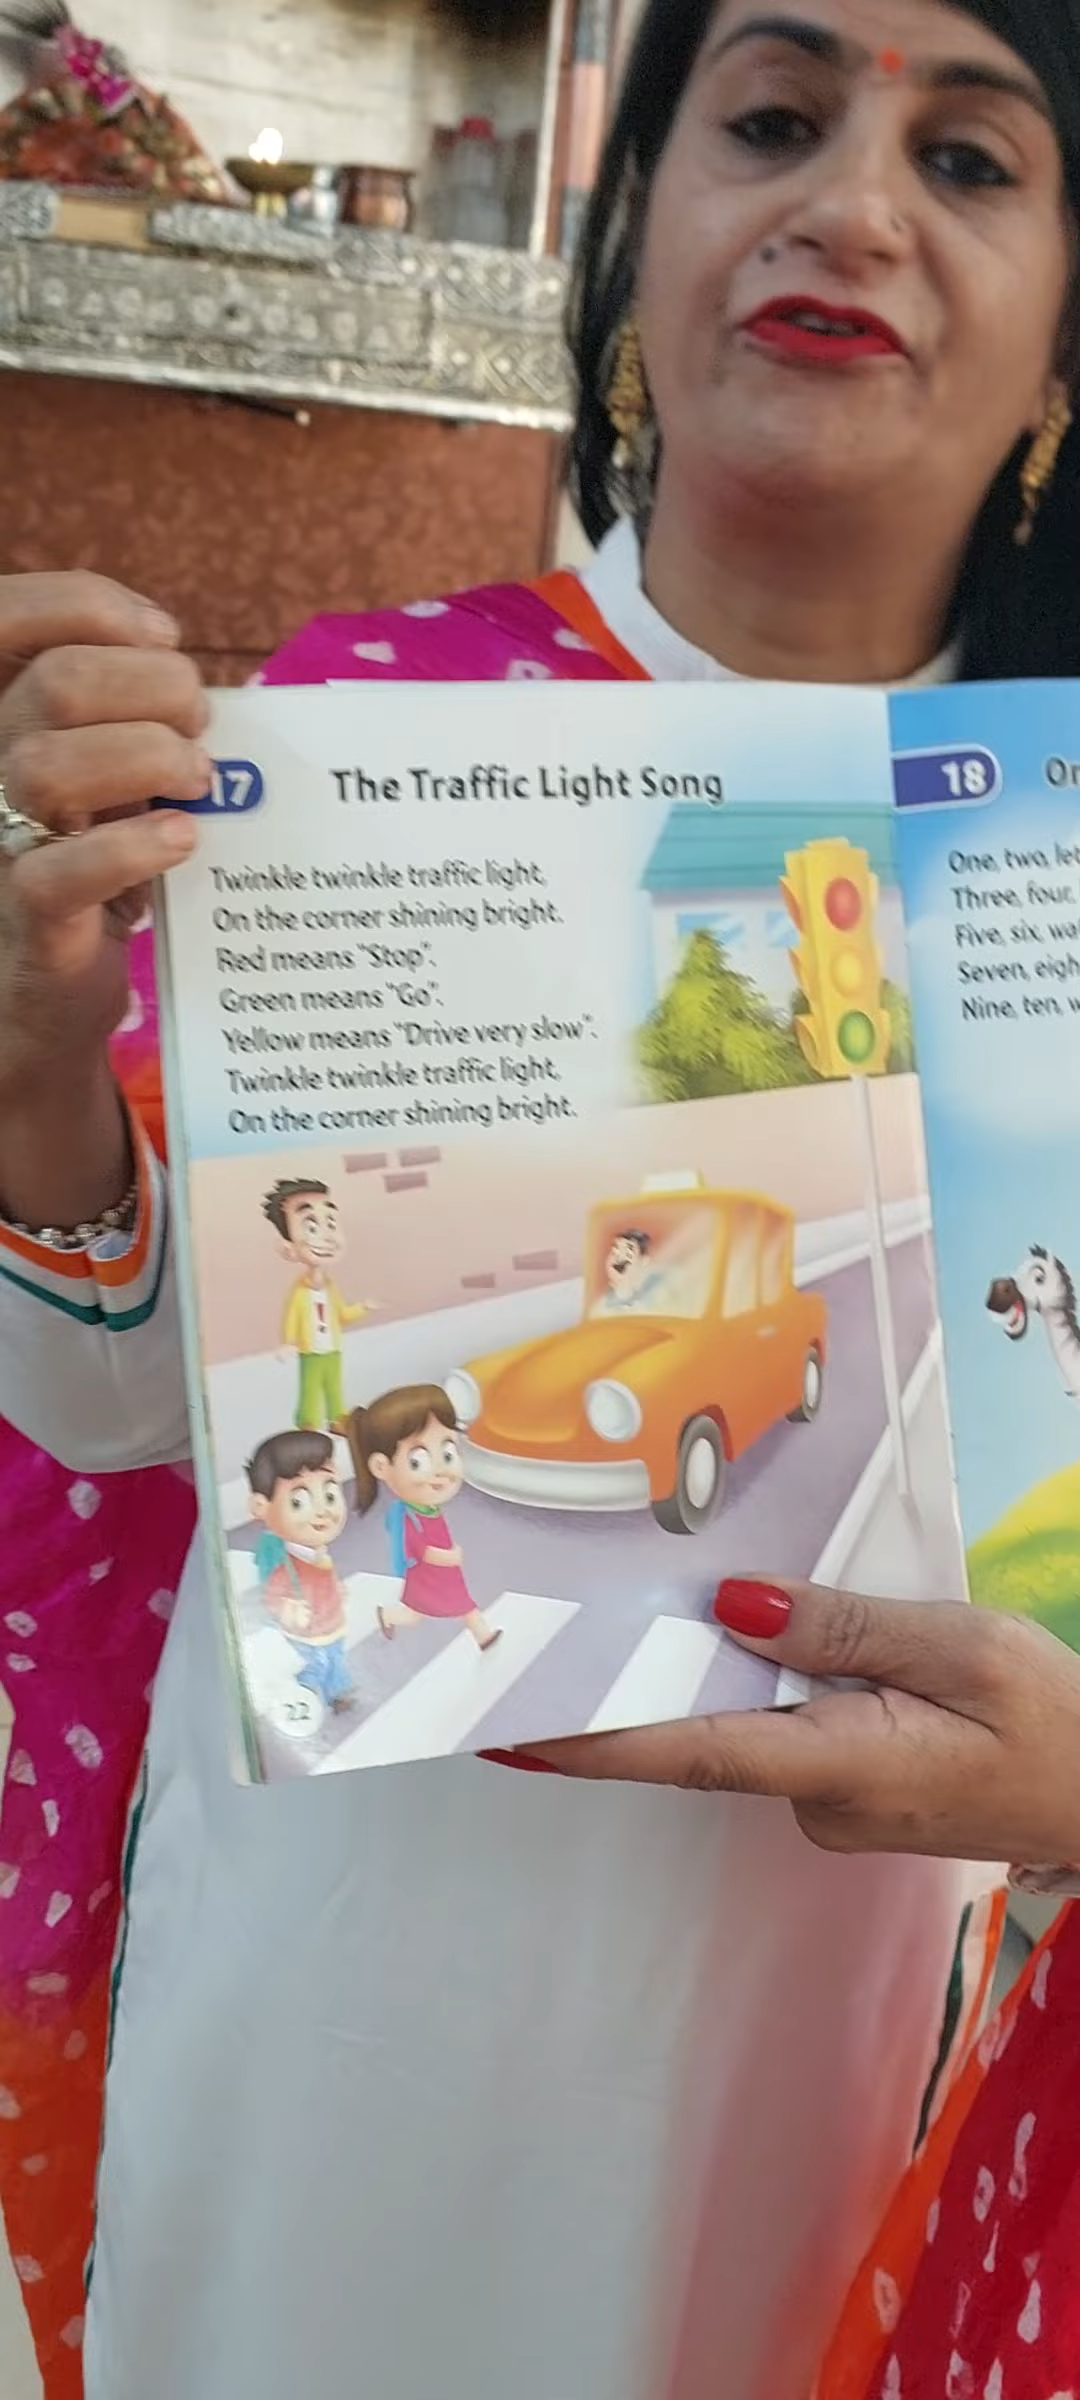 17 The Traffic Light Song
Twinkle twinkle traffic light,
On the corner shining bright.
Red means "Stop".
Green means "Go".
Yellow means "Drive very slow".
Twinkle twinkle traffic light,
On the corner shining bright.
22
18
One, two,
Three, four,
Five, six,
Seven,
Nine, ten,